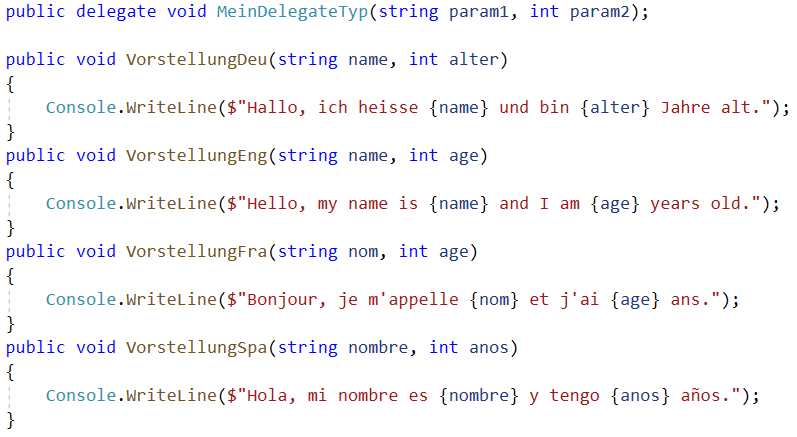 public delegate void MeinDelegateTyp(string param1, int param2);
public void VorstellungDeu(string name, int alter)
{
    Console.WriteLine($"Hallo, ich heisse {name} und bin {alter} Jahre alt.");
}
public void VorstellungEng(string name, int age)
{
    Console.WriteLine($"Hello, my name is {name} and I am {age} years old.");
}
public void VorstellungFra(string nom, int age)
{
    Console.WriteLine($"Bonjour, je m'appelle {nom} et j'ai {age} ans.");
}
public void VorstellungSpa(string nombre, int anos)
{
    Console.WriteLine($"Hola, mi nombre es {nombre} y tengo {anos} años.");
}